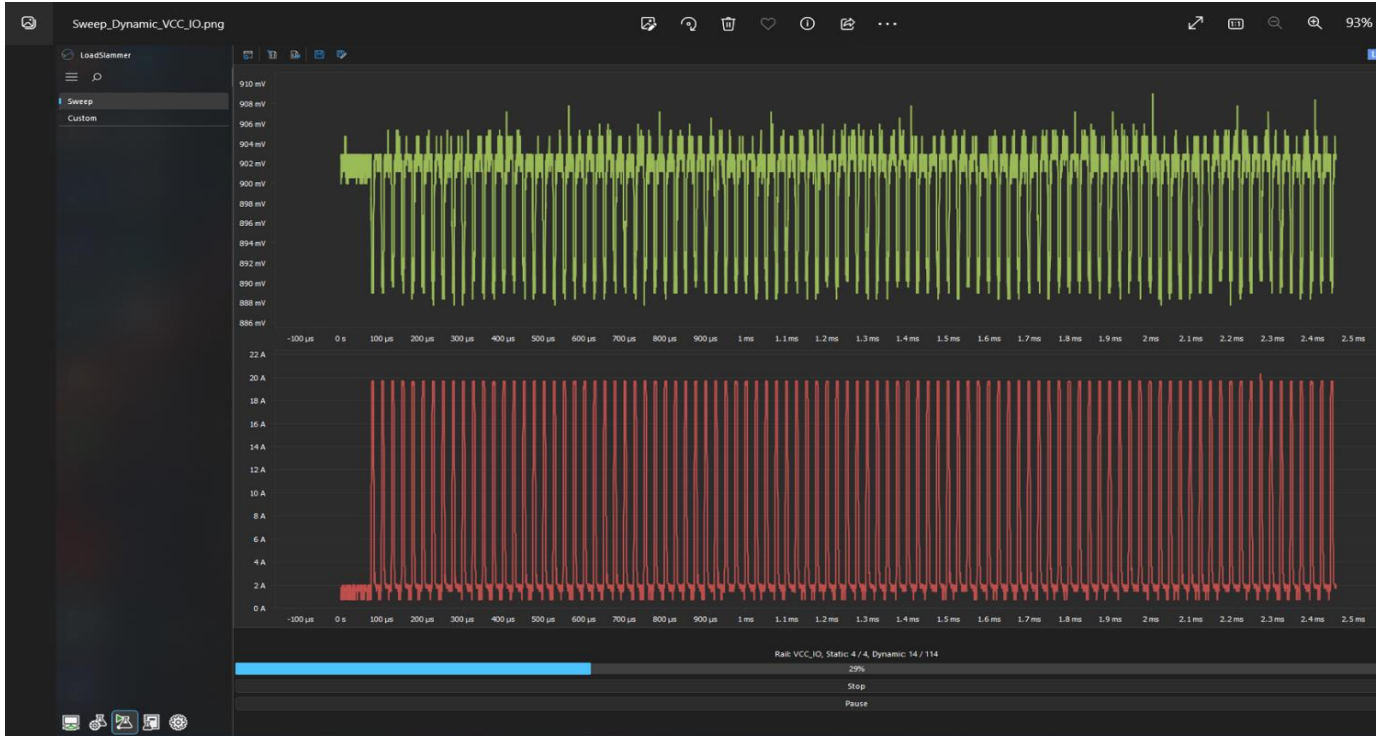 Sweep_Dynamic_VCC_IO.png
93%
LoadSlammer
Sweep
Custom
910 mV
908 mV
906 mV
904 mV
902 mV
900 mV
898 mV
896 mV
894 mV
892 mV
890 mV
888 mV
886 mV
-100 µs 0 s 100 µs 200 µs 300 µs 400 µs 500 µs 600 µs 700 µs 800 µs 900 µs 1 ms 1.1 ms 1.2 ms 1.3 ms 1.4 ms 1.5 ms 1.6 ms 1.7 ms 1.8 ms 1.9 ms 2 ms 2.1 ms 2.2 ms 2.3 ms 2.4 ms 2.5 ms
22 A
20 A
18 A
16 A
14 A
12 A
10 A
8 A
6 A
4 A
2 A
0 A
-100 µs 0 s 100 µs 200 µs 300 µs 400 µs 500 µs 600 µs 700 µs 800 µs 900 µs 1 ms 1.1 ms 1.2 ms 1.3 ms 1.4 ms 1.5 ms 1.6 ms 1.7 ms 1.8 ms 1.9 ms 2 ms 2.1 ms 2.2 ms 2.3 ms 2.4 ms 2.5 ms
Rail: VCC_IO, Static: 4 / 4, Dynamic: 14 / 114
29%
Stop
Pause